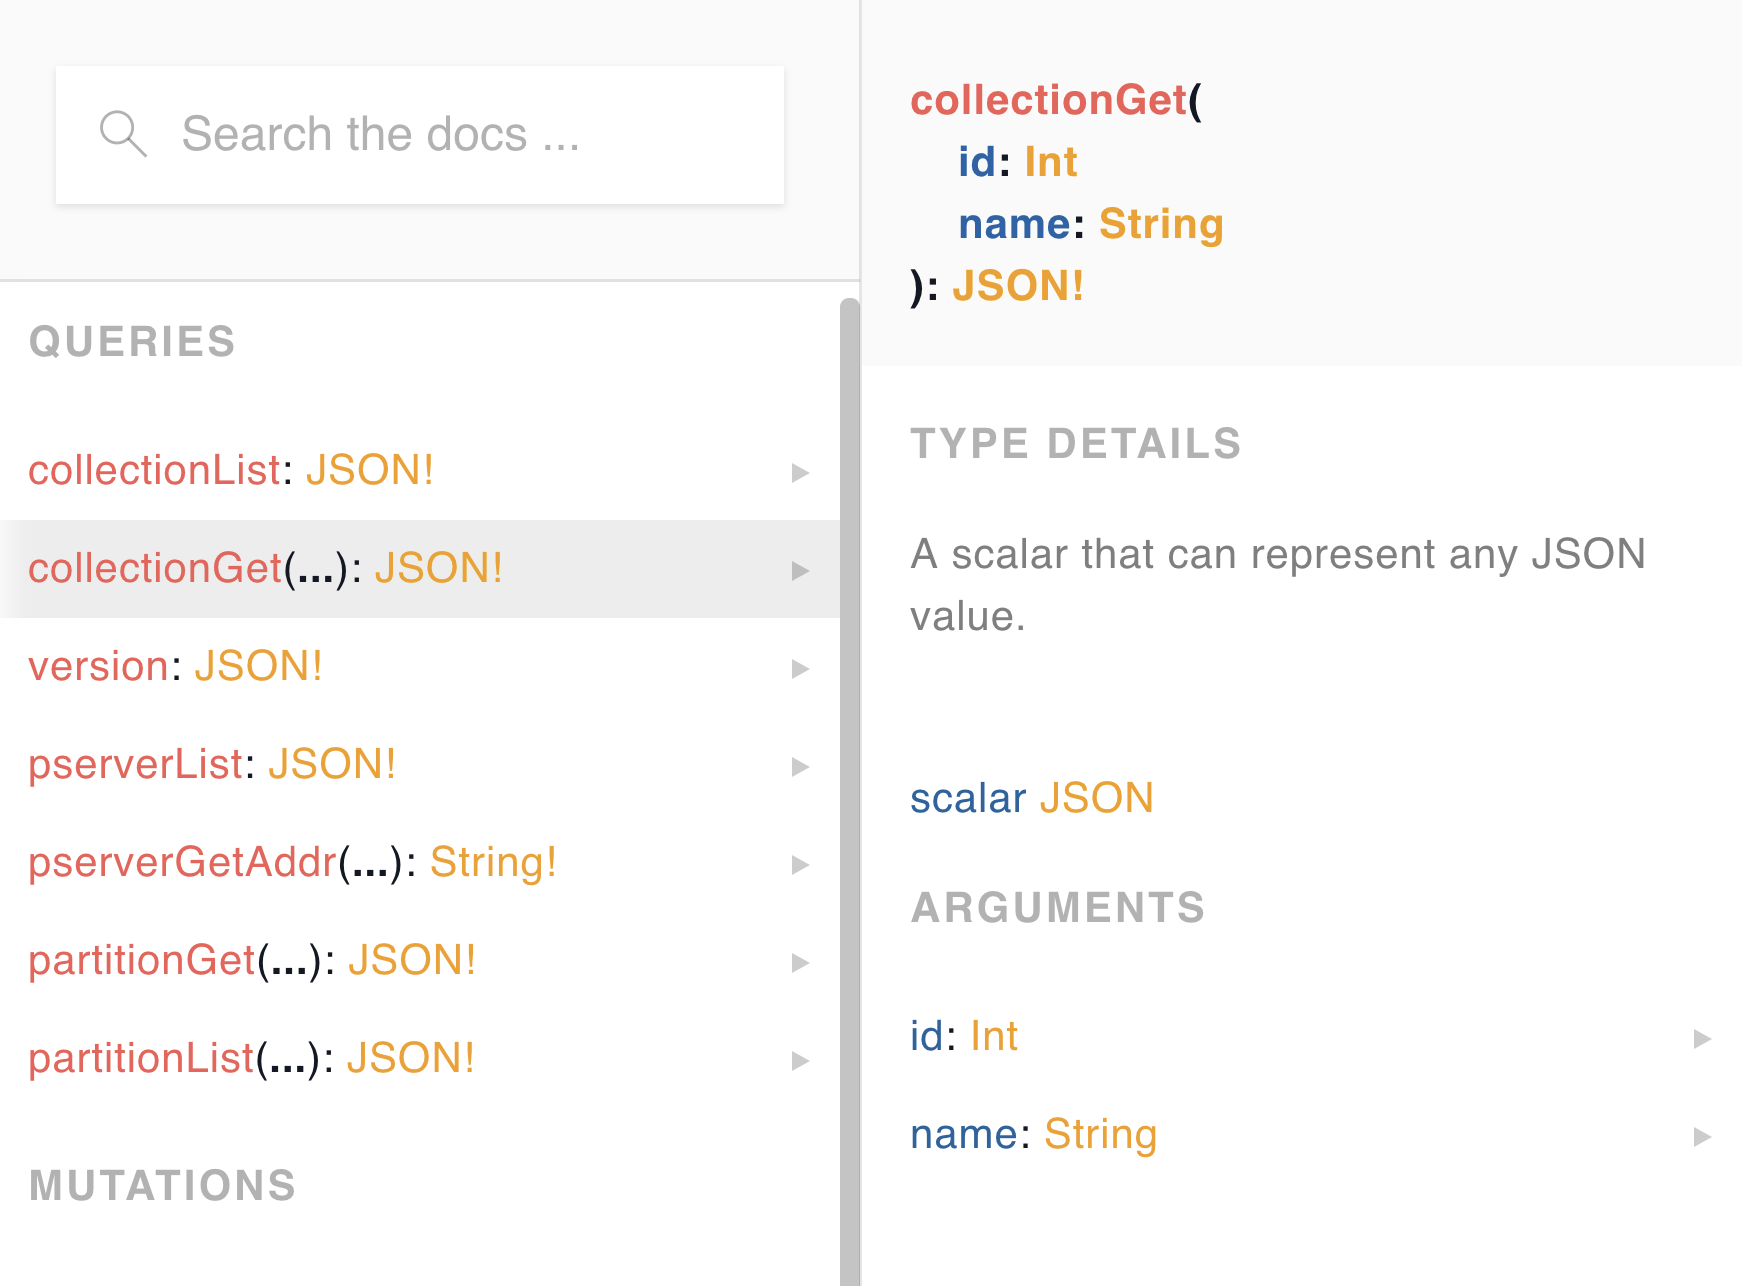 Search the docs ...
QUERIES
collectionList: JSON!
collectionGet(...): JSON!
version: JSON!
pserverList: JSON!
pserverGetAddr(...): String!
partitionGet(...): JSON!
partitionList(...): JSON!
MUTATIONS
collectionGet(
id: Int
name: String
): JSON!
TYPE DETAILS
A scalar that can represent any JSON
value.
scalar JSON
ARGUMENTS
id: Int
name: String